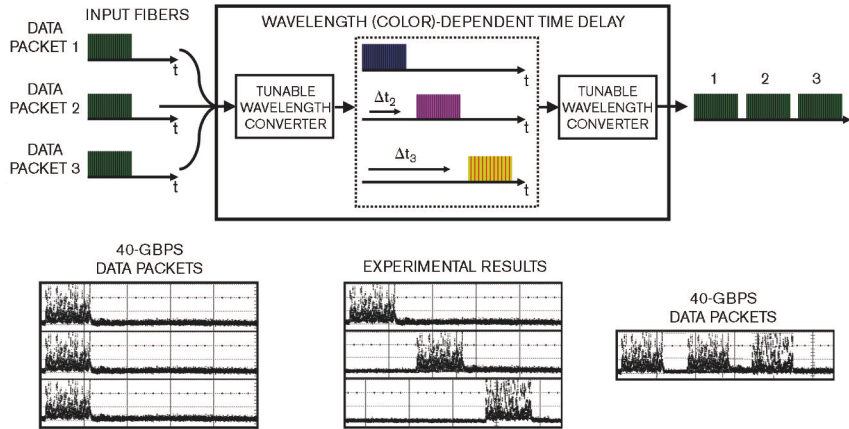 INPUT FIBERS
WAVELENGTH (COLOR)-DEPENDENT TIME DELAY
DATA
PACKET 1
t
DATA
PACKET 2
t
DATA
PACKET 3
t
TUNABLE
WAVELENGTH
CONVERTER
t
Δt2
t
Δt3
t
TUNABLE
WAVELENGTH
CONVERTER
1 2 3
t
40-GBPS
DATA PACKETS
EXPERIMENTAL RESULTS
40-GBPS
DATA PACKETS